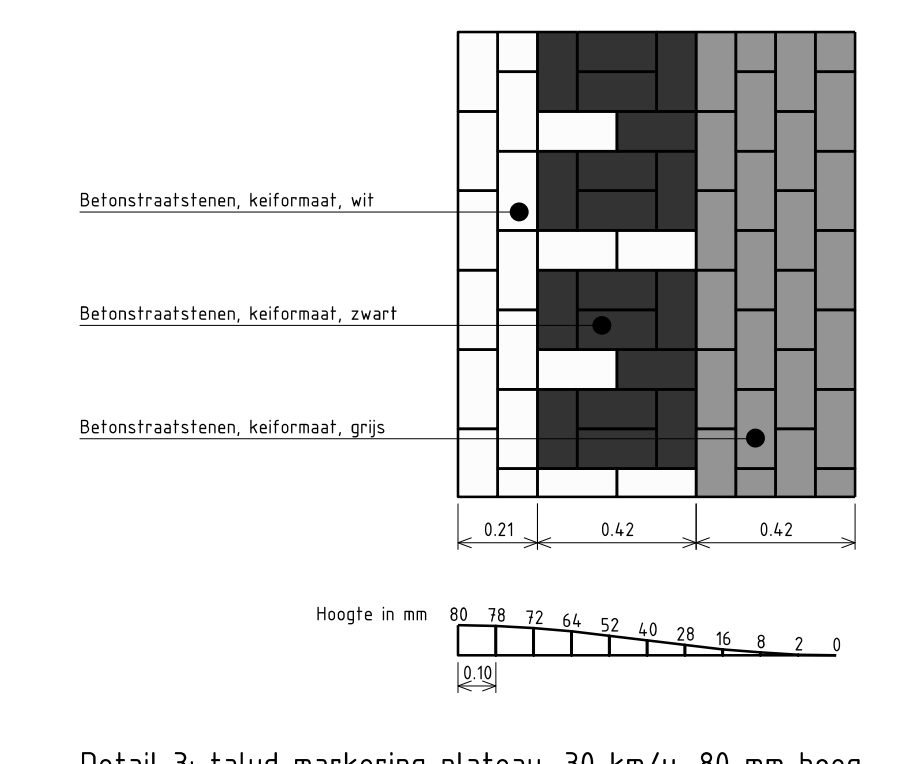 Betonstraatstenen, keiformaat, wit
Betonstraatstenen, keiformaat, zwart
Betonstraatstenen, keiformaat, grijs
0.21 0.42 0.42
Hoogte in mm 80 78 72 64 52 40 28 16 8 2 0
0.10
Detail 3: talud markering plateau, 30 km/u, 80 mm hoog